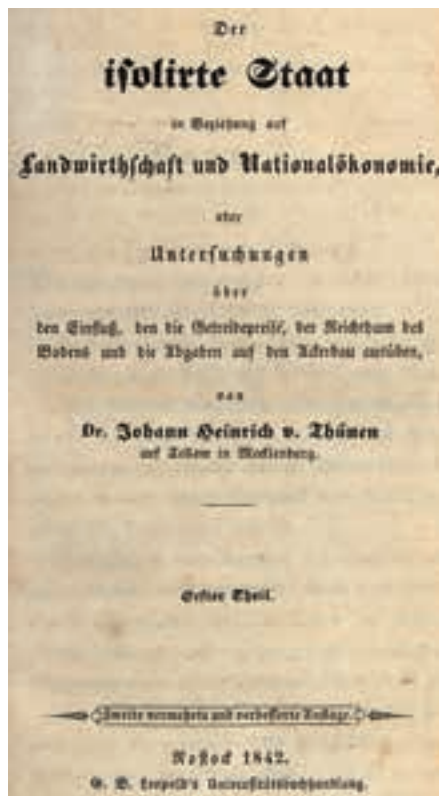 Der
isolirte Staat
in Beziehung auf
Landwirthschaft und Nationalökonomie,
oder
Untersuchungen
über
den Einfluß, den die Getreidepreise, der Reichthum des
Bodens und die Abgaben auf den Ackerbau ausüben,
von
Dr. Johann Heinrich v. Thünen
auf Tellow in Mecklenburg.
Erster Theil.
Zweite vermehrte und verbesserte Auflage.
Rostock 1842.
G. B. Leopold's Universitätsbuchhandlung.